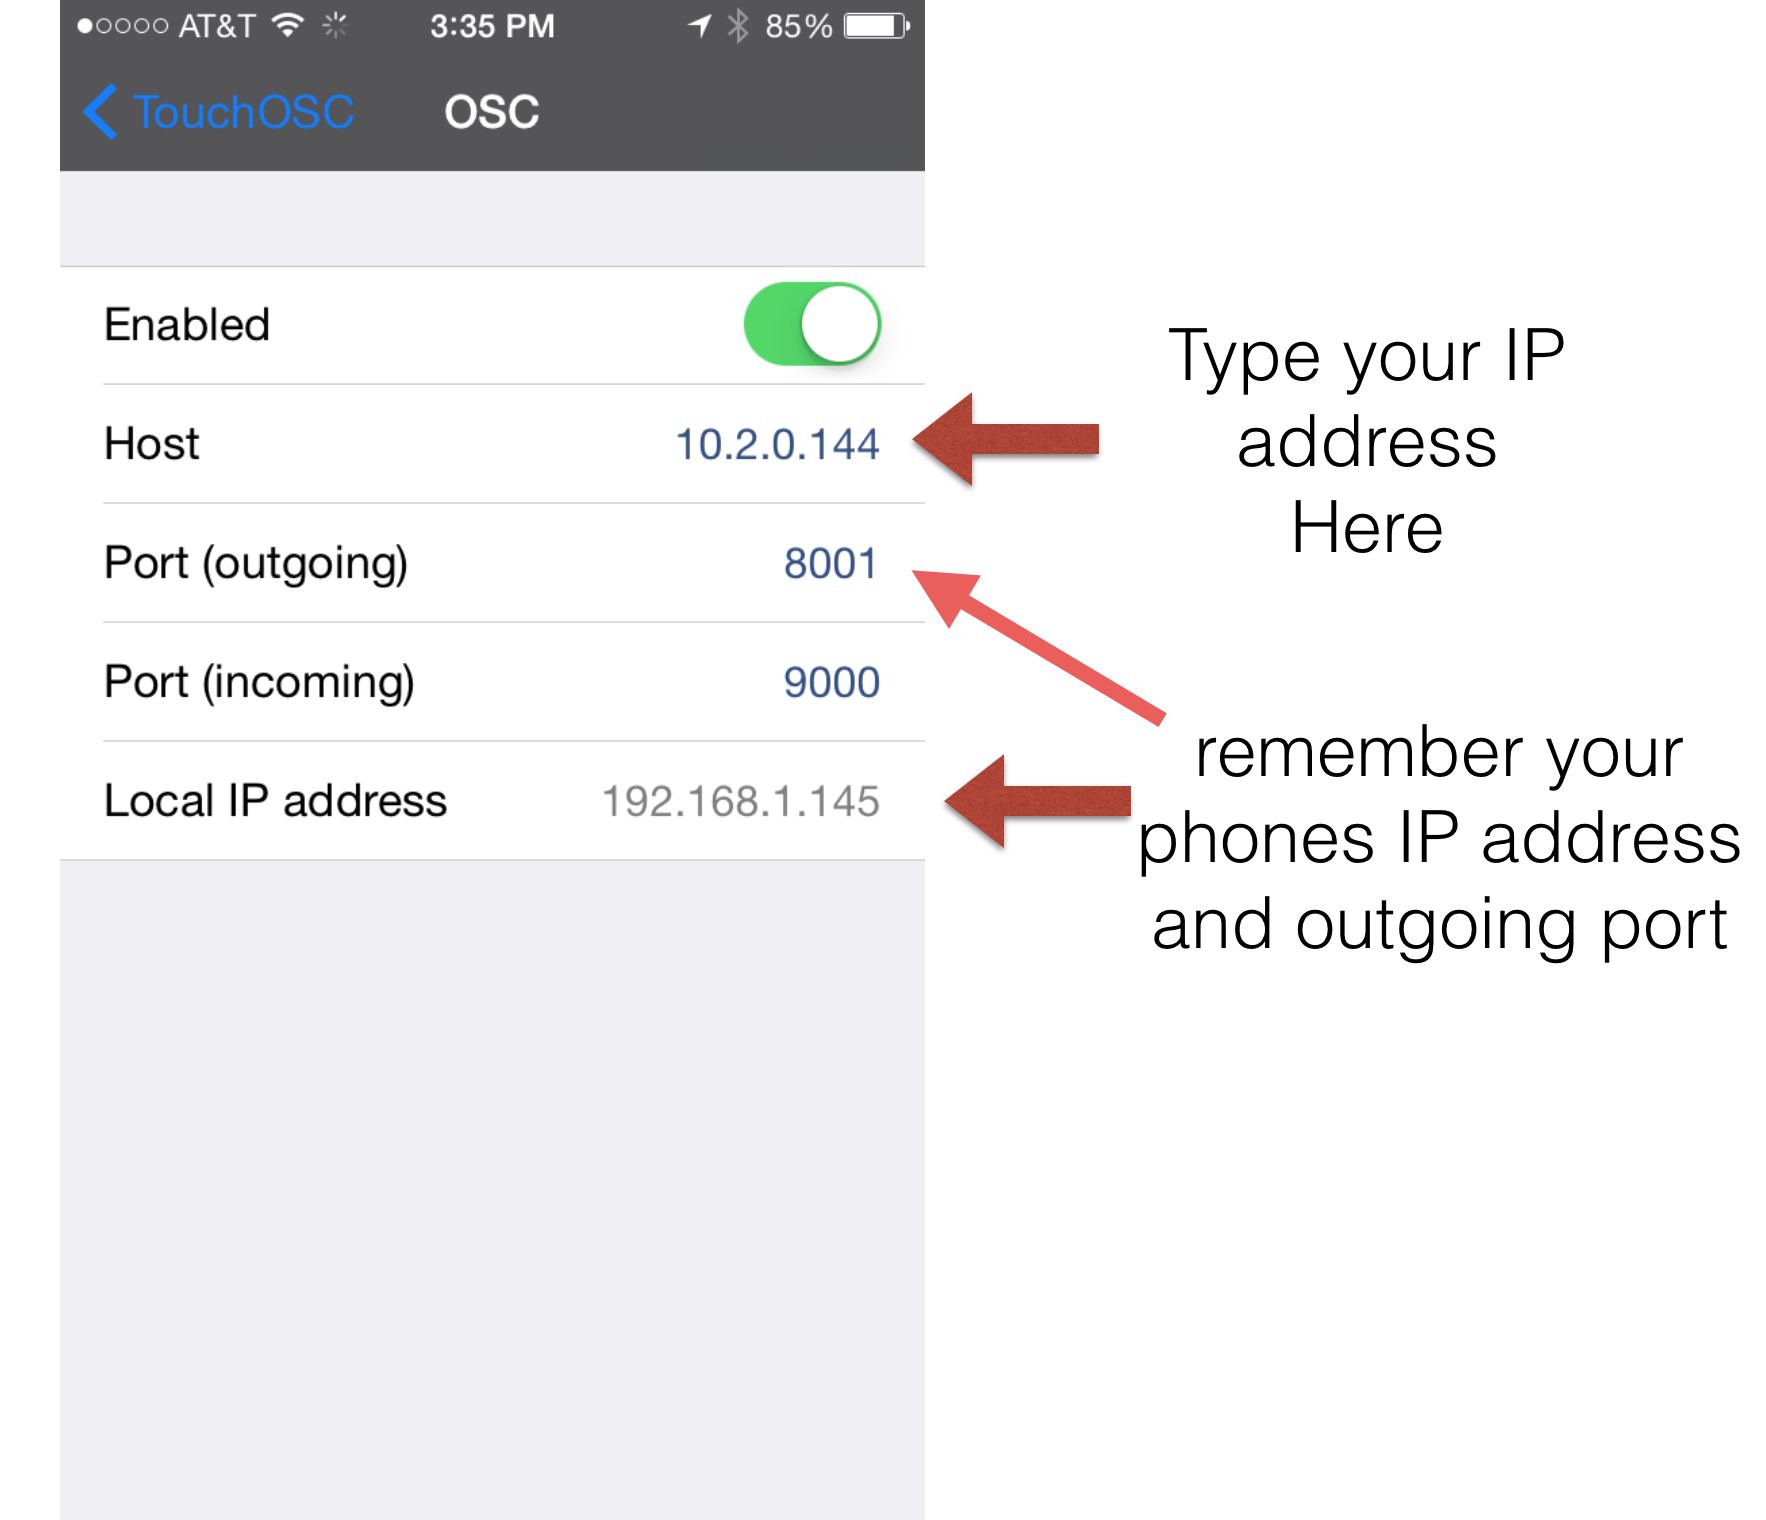 AT&T 3:35 PM 85%
TouchOSC OSC
Enabled
Host 10.2.0.144
Port (outgoing) 8001
Port (incoming) 9000
Local IP address 192.168.1.145
Type your IP
address
Here
remember your
phones IP address
and outgoing port